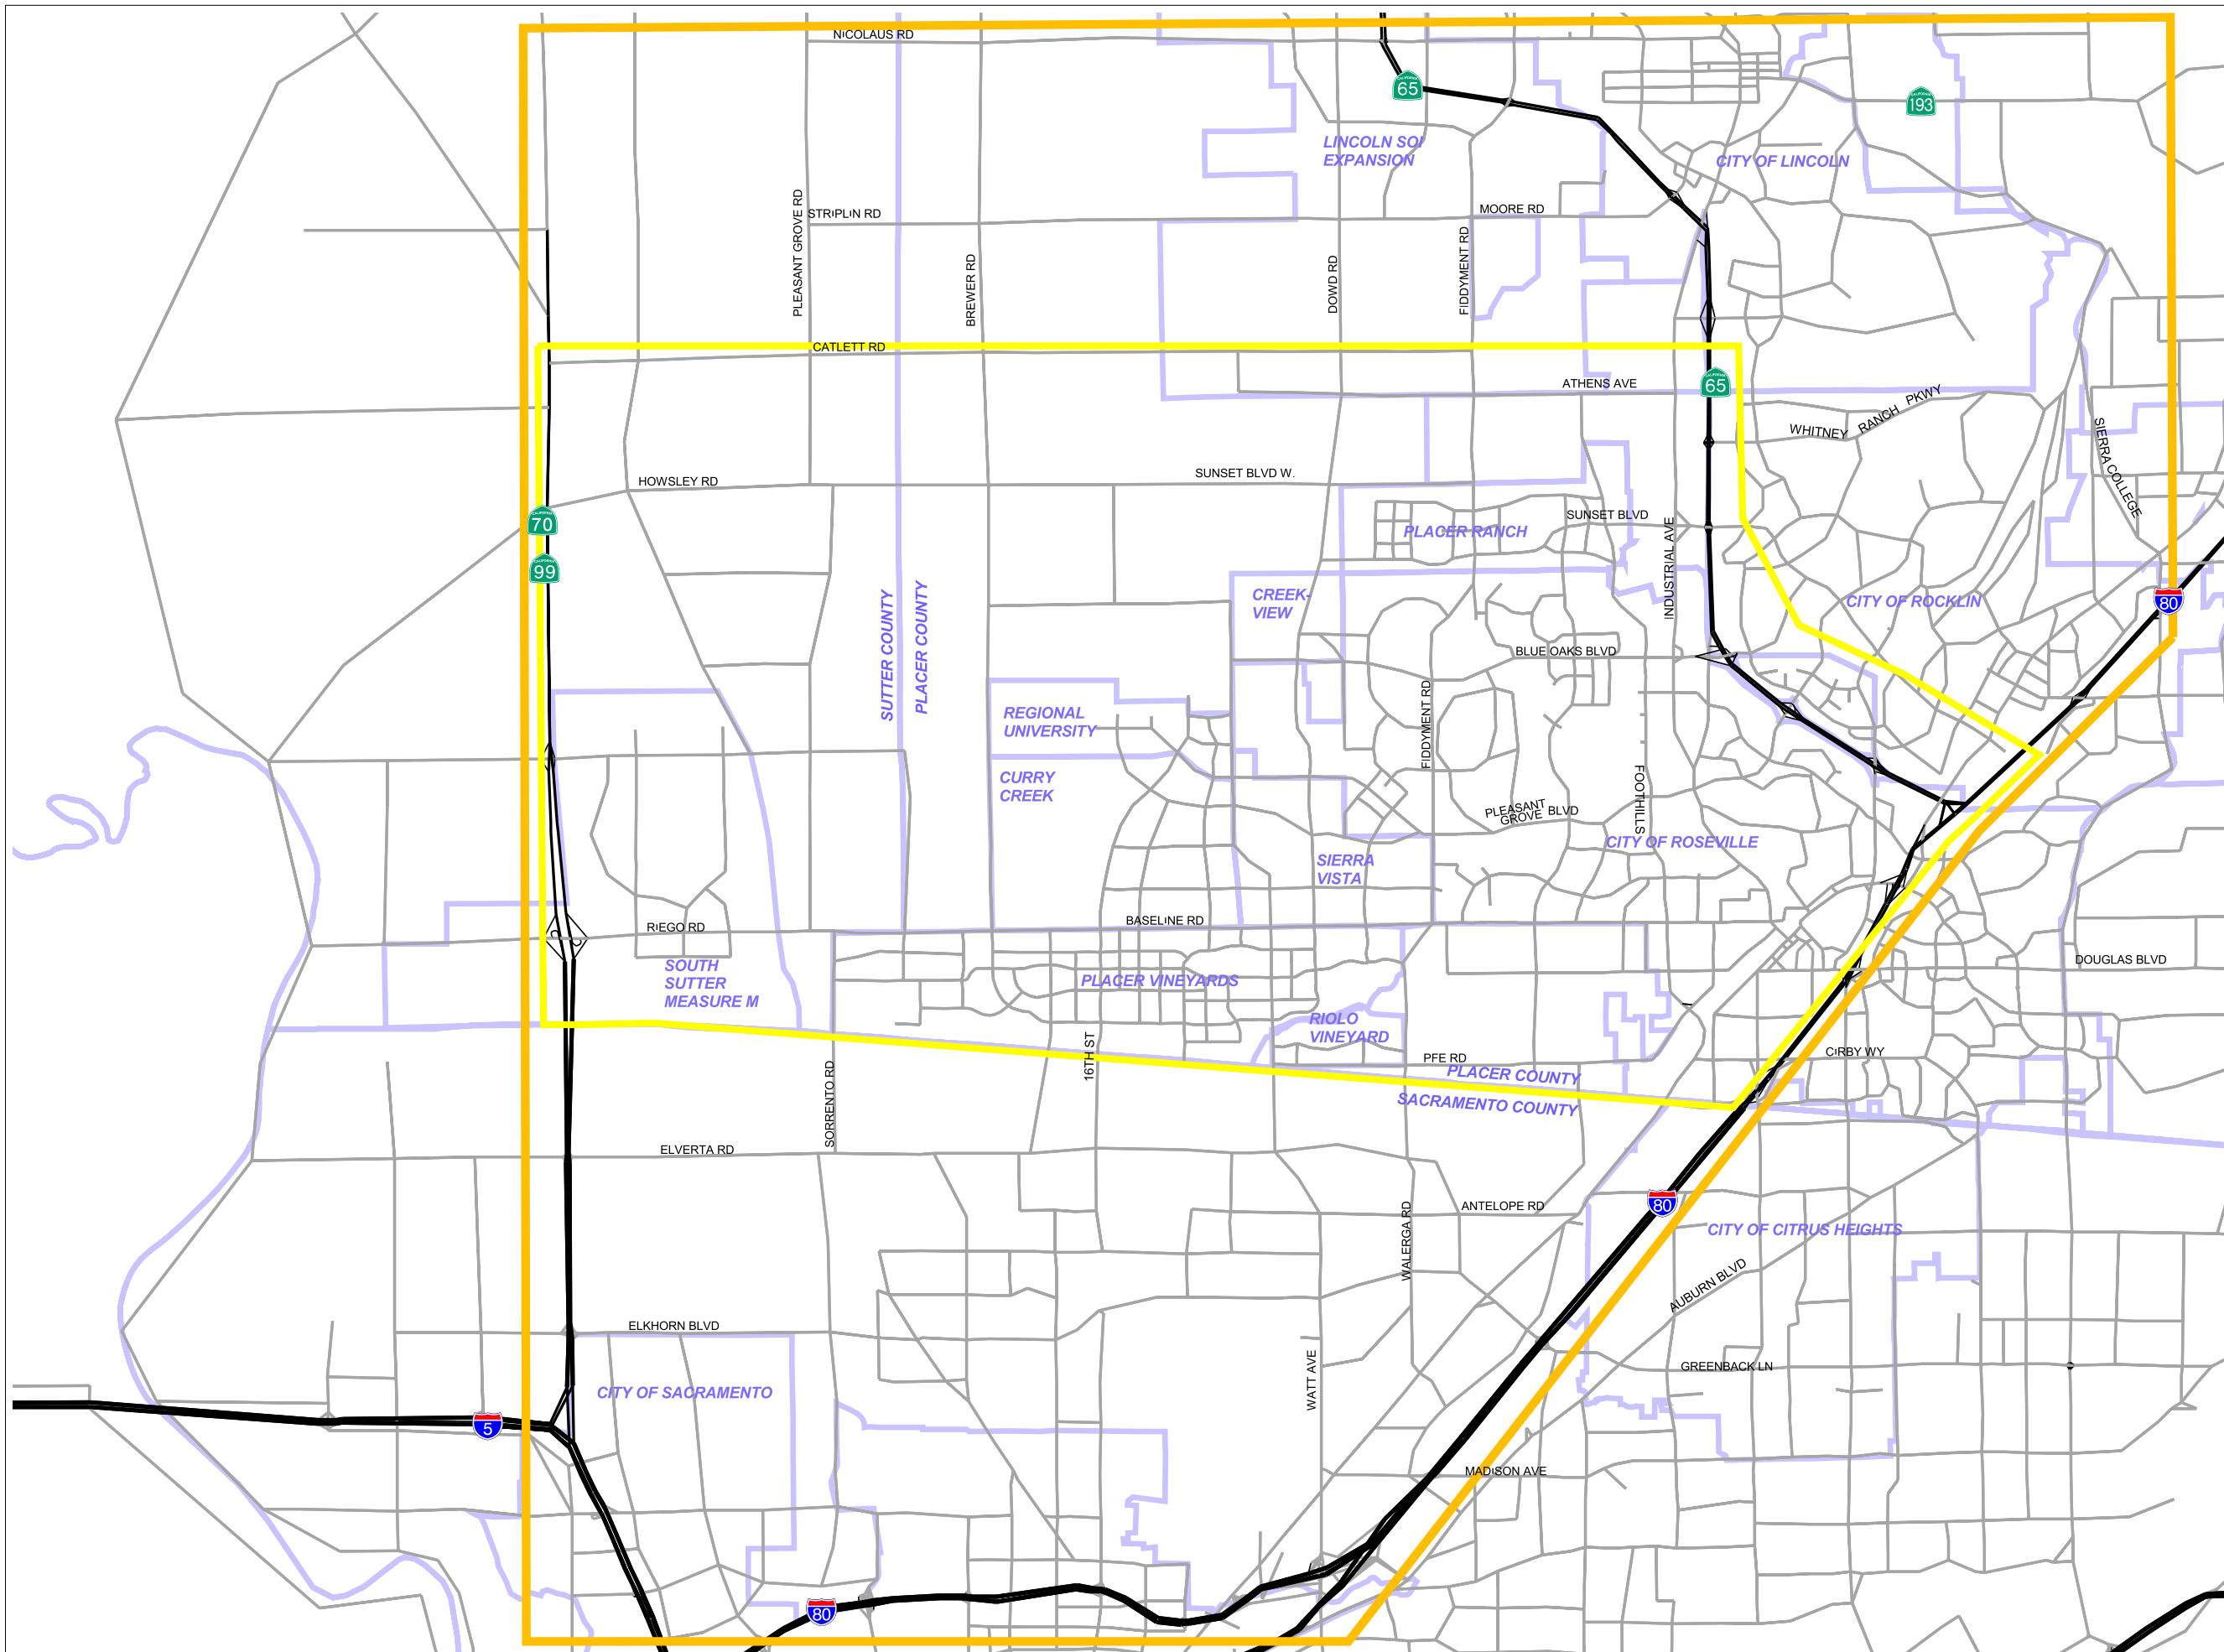 NICOLAUS RD
CALIFORNIA
65
CALIFORNIA
193
LINCOLN SOI
EXPANSION
CITY OF LINCOLN
PLEASANT GROVE RD
STRIPLIN RD
MOORE RD
BREWER RD
DOWD RD
FIDDYMENT RD
CATLETT RD
ATHENS AVE
CALIFORNIA
65
WHITNEY RANCH PKWY
SIERRA COLLEGE
HOWSLEY RD
SUNSET BLVD W.
CALIFORNIA
70
PLACER RANCH
SUNSET BLVD
INDUSTRIAL AVE
CALIFORNIA
99
SUTTER COUNTY
PLACER COUNTY
CREEK-
VIEW
CITY OF ROCKLIN
80
BLUE OAKS BLVD
REGIONAL
UNIVERSITY
FIDDYMENT RD
CURRY
CREEK
FOOTHILLS
PLEASANT
GROVE BLVD
CITY OF ROSEVILLE
SIERRA
VISTA
RIEGO RD
BASELINE RD
SOUTH
SUTTER
MEASURE M
PLACER VINEYARDS
DOUGLAS BLVD
RIOLO
VINEYARD
16TH ST
PFE RD
CIRBY WY
SORRENTO RD
PLACER COUNTY
SACRAMENTO COUNTY
ELVERTA RD
WALERGA RD
ANTELOPE RD
80
CITY OF CITRUS HEIGHTS
AUBURN BLVD
ELKHORN BLVD
WATT AVE
GREENBACK LN
CITY OF SACRAMENTO
5
MADISON AVE
80